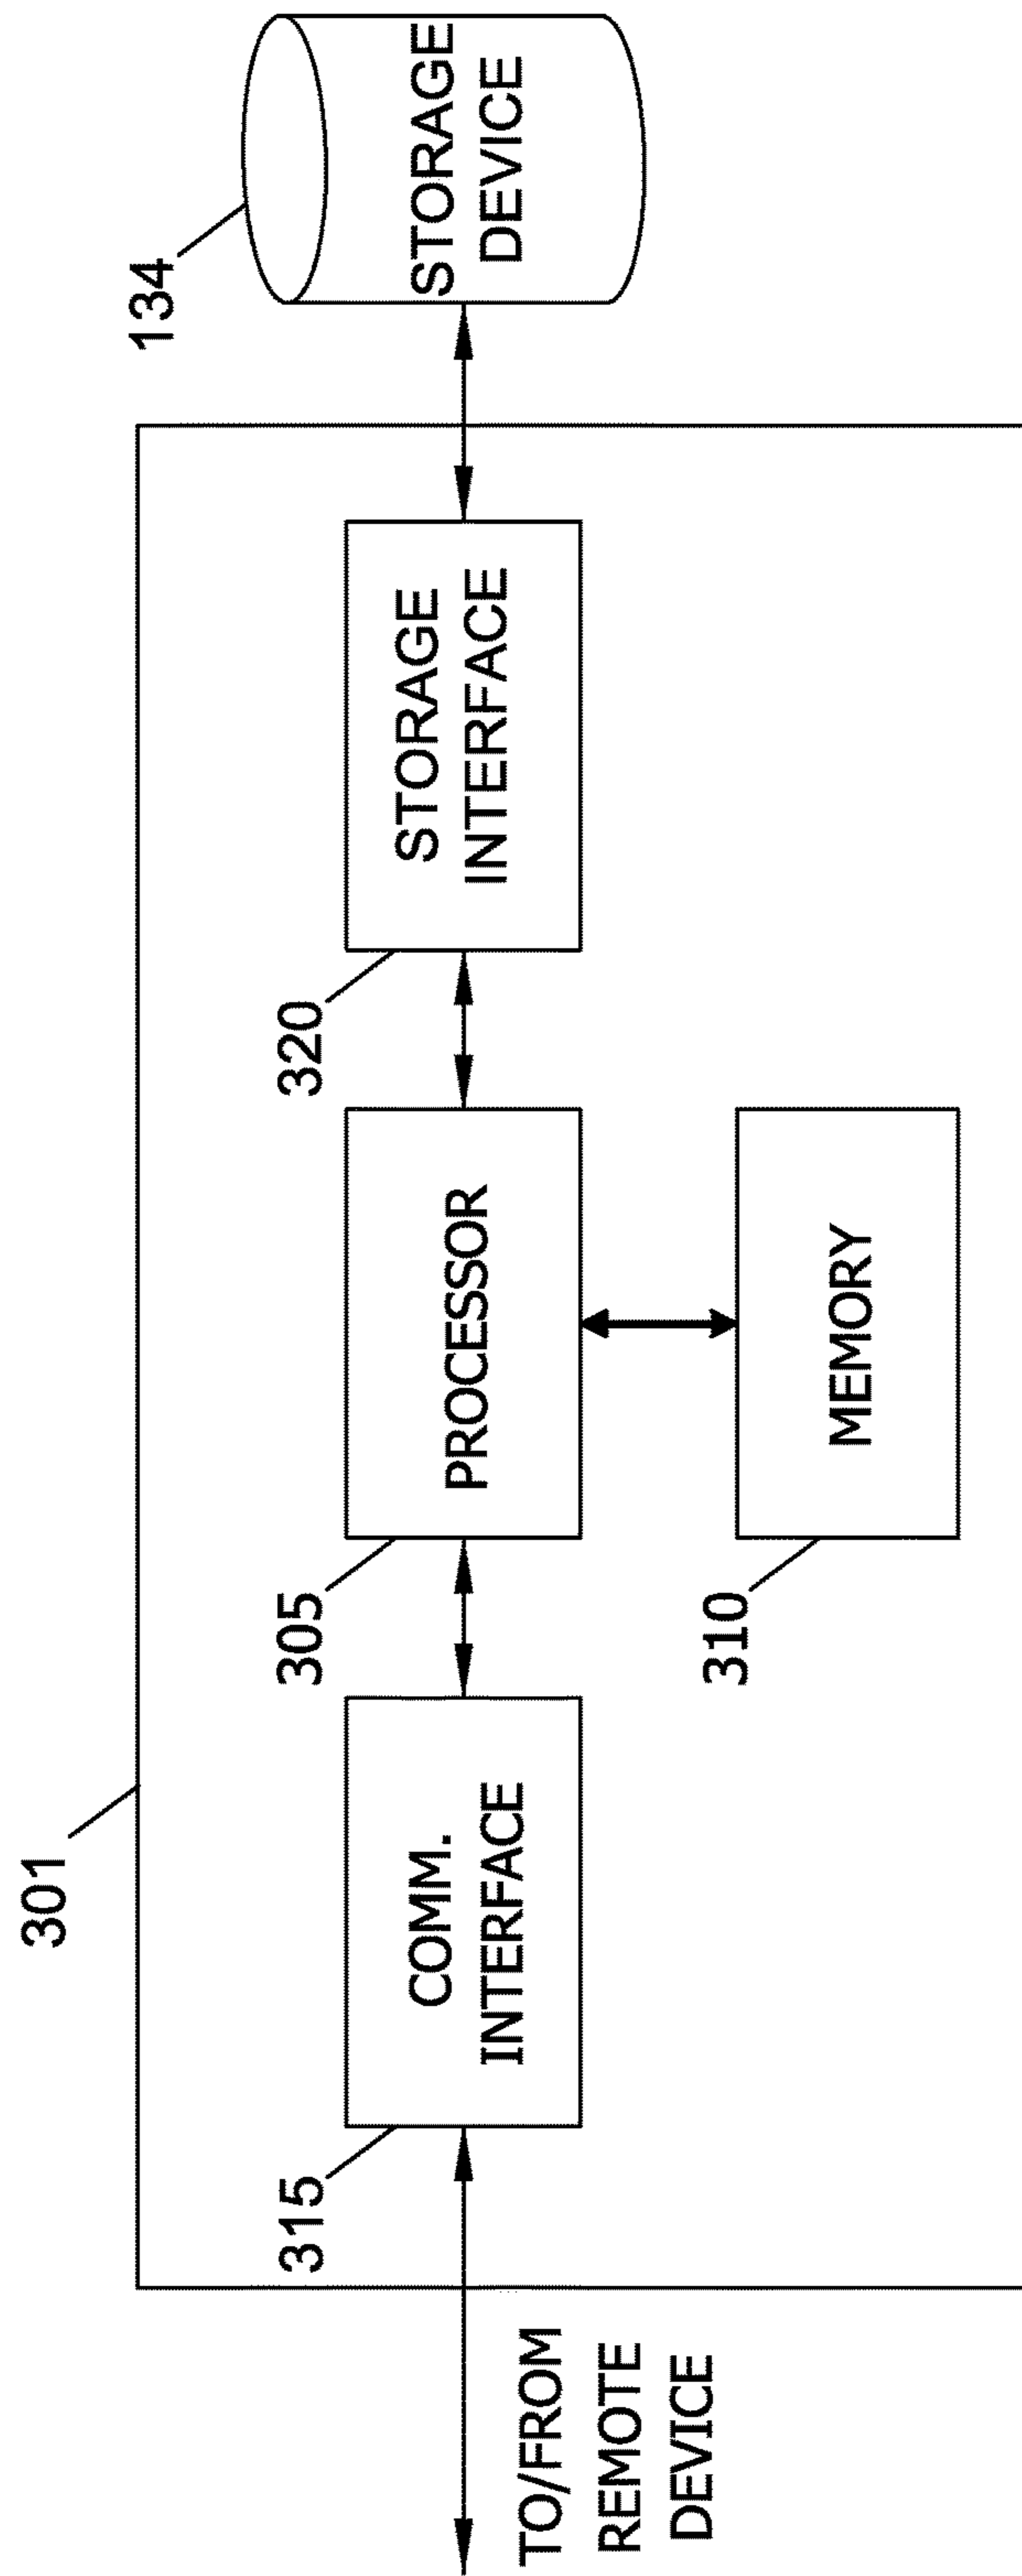 301
134
315
COMM.
INTERFACE
305
PROCESSOR
320
STORAGE
INTERFACE
STORAGE
DEVICE
TO/FROM
REMOTE
DEVICE
310
MEMORY